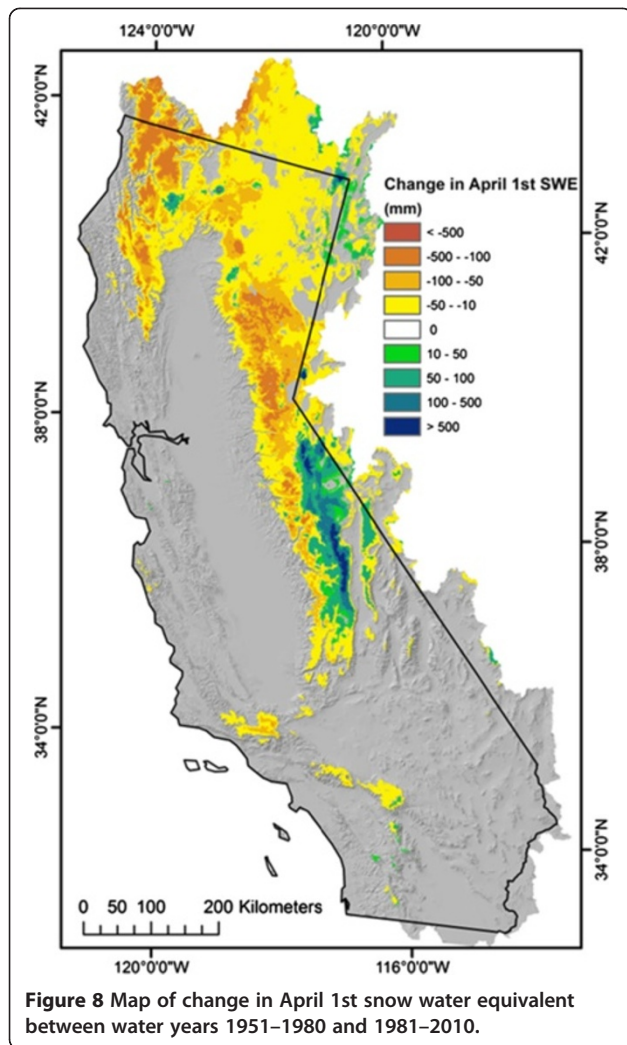 124°0'0"W 120°0'0"W
42°0'0"N
Change in April 1st SWE
(mm)
< -500
-500 - -100
-100 - -50
-50 - -10
0
10 - 50
50 - 100
100 - 500
> 500
42°0'0"N
38°0'0"N
38°0'0"N
34°0'0"N
34°0'0"N
0 50 100 200 Kilometers
120°0'0"W 116°0'0"W
Figure 8 Map of change in April 1st snow water equivalent
between water years 1951–1980 and 1981–2010.